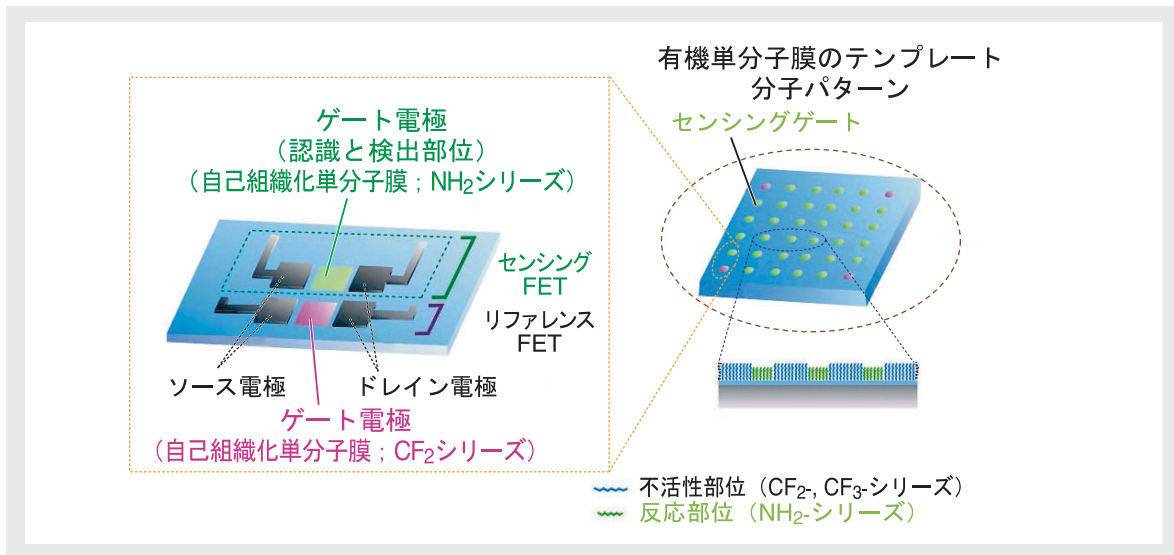 有機単分子膜のテンプレート
分子パターン
センシングゲート
ゲート電極
（認識と検出部位）
（自己組織化単分子膜；NH₂シリーズ）
センシング
FET
リファレンス
FET
ソース電極
ドレイン電極
ゲート電極
（自己組織化単分子膜；CF₂シリーズ）
不活性部位（CF₂-, CF₃-シリーズ）
反応部位（NH₂-シリーズ）